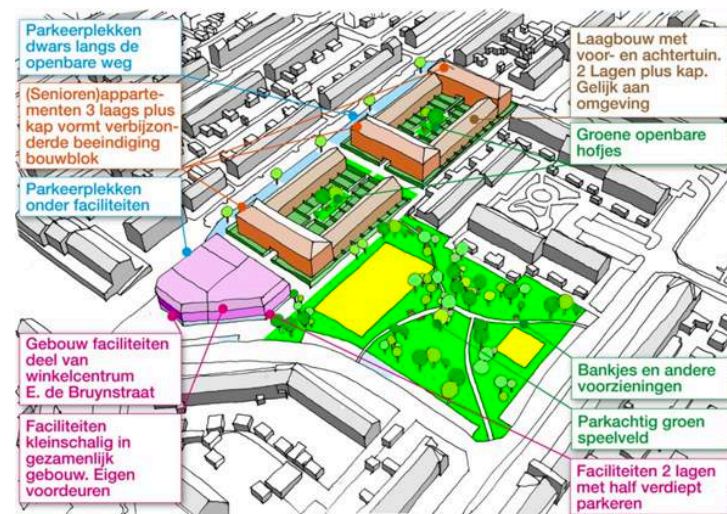 Parkeerplekken
dwars langs de
openbare weg
(Senioren)apparte-
menten 3 laags plus
kap vormt verbijzon-
derde beeindiging
bouwblok
Parkeerplekken
onder faciliteiten
Gebouw faciliteiten
deel van
winkelcentrum
E. de Bruynstraat
Faciliteiten
kleinschalig in
gezamenlijk
gebouw. Eigen
voordeuren
Laagbouw met
voor- en achtertuin.
2 Lagen plus kap.
Gelijk aan
omgeving
Groene openbare
hofjes
Bankjes en andere
voorzieningen
Parkachtig groen
speelveld
Faciliteiten 2 lagen
met half verdiept
parkeren